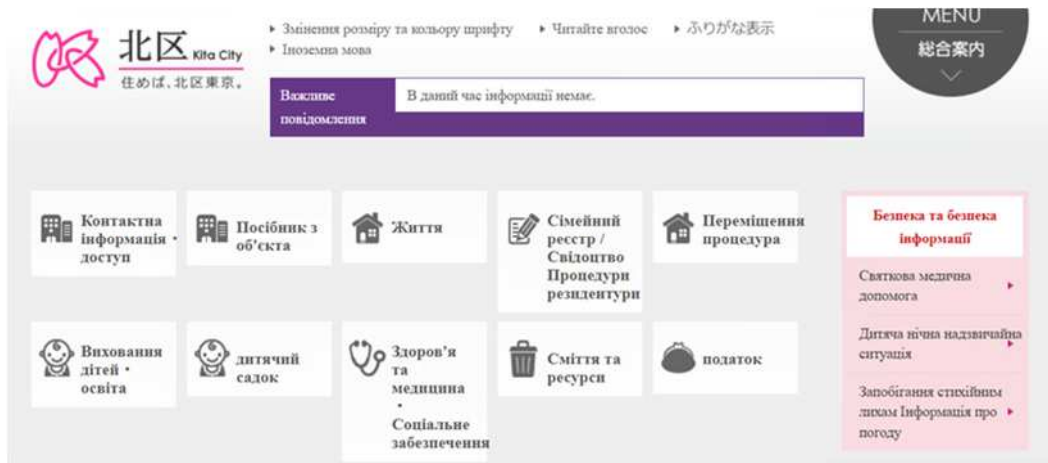 北区 Kita City
住めば、北区東京。
Змінення розміру та кольору шрифту
Читайте вголос
ふりがな表示
Іноземна мова
MENU
総合案内
Важливе
повідомлення
В даний час інформації немає.
Контактна
інформація ·
доступ
Посібник з
об'єкта
Життя
Сімейний
реєстр /
Свідоцтво
Процедури
резидентури
Переміщення
процедура
Виховання
дітей ·
освіта
дитячий
садок
Здоров'я
та
медицина
·
Соціальне
забезпечення
Сміття та
ресурси
податок
Безпека та безпека
інформації
Святкова медична
допомога
Дитяча нічна надзвичайна
ситуація
Запобігання стихійним
лихам Інформація про
погоду